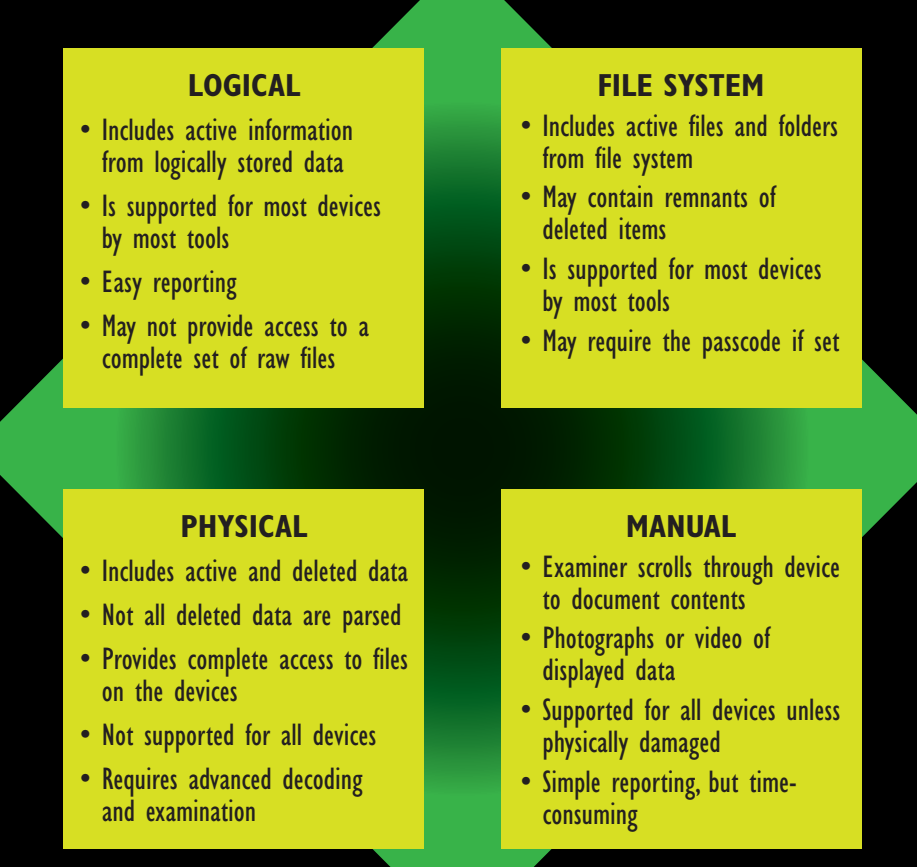 LOGICAL
• Includes active information
from logically stored data
• Is supported for most devices
by most tools
• Easy reporting
• May not provide access to a
complete set of raw files
FILE SYSTEM
• Includes active files and folders
from file system
• May contain remnants of
deleted items
• Is supported for most devices
by most tools
• May require the passcode if set
PHYSICAL
• Includes active and deleted data
• Not all deleted data are parsed
• Provides complete access to files
on the devices
• Not supported for all devices
• Requires advanced decoding
and examination
MANUAL
• Examiner scrolls through device
to document contents
• Photographs or video of
displayed data
• Supported for all devices unless
physically damaged
• Simple reporting, but time-
consuming